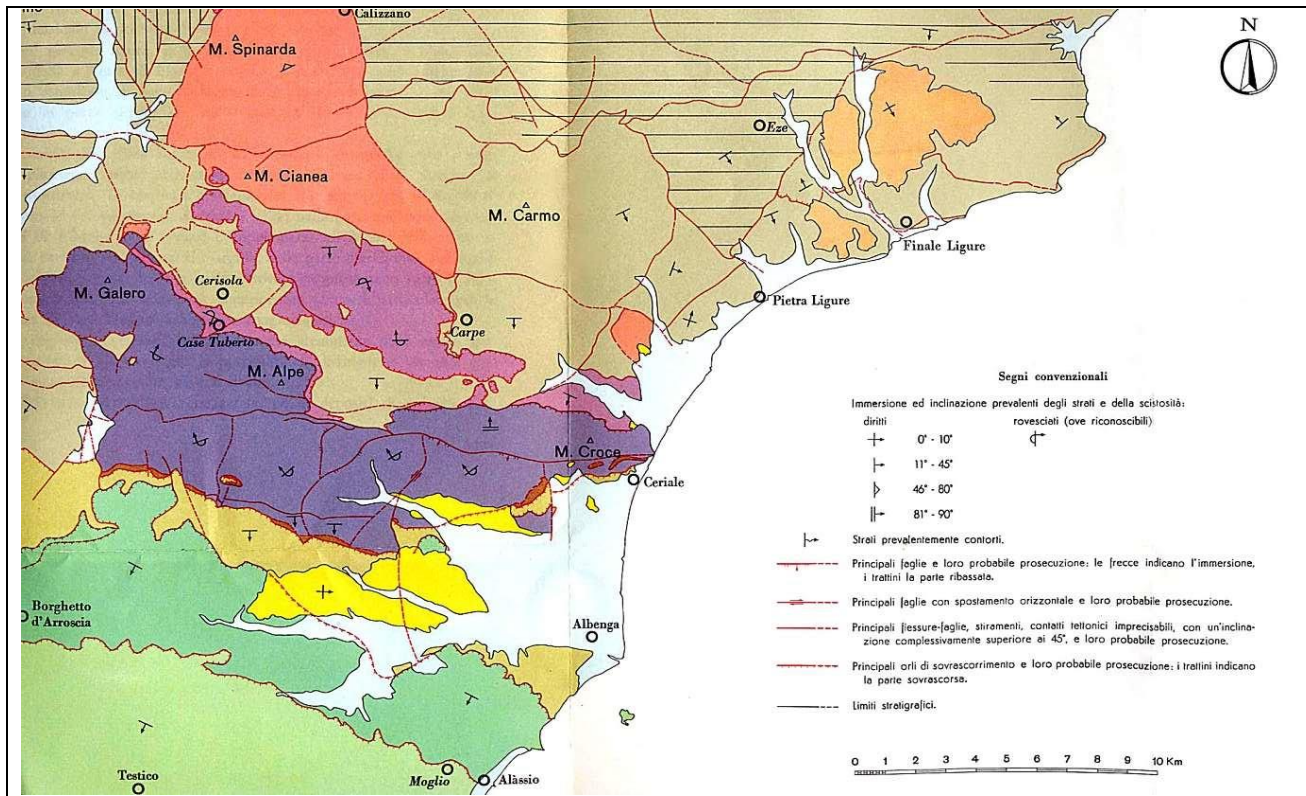 Calizzano
M. Spinarda
N
Eze
M. Cianea
M. Carmo
Finale Ligure
Cerisola
M. Galero
Pietra Ligure
Carpe
Case Tuberto
M. Alpe
Segni convenzionali
Immersione ed inclinazione prevalenti degli strati e della scistosità:
diritti rovesciati (ove riconoscibili)
0° - 10°
M. Croce
11° - 45°
Ceriale
46° - 80°
81° - 90°
Strati prevalentemente contorti.
Principali faglie e loro probabile prosecuzione: le frecce indicano l'immersione,
i trattini la parte ribassata.
Principali faglie con spostamento orizzontale e loro probabile prosecuzione.
Borghetto
d'Arroscia
Albenga
Principali fessure-faglie, stiramenti, contatti tettonici imprecisabili, con un'inclin
azione complessivamente superiore ai 45°, e loro probabile prosecuzione.
Principali orli di sovrascorrimento e loro probabile prosecuzione: i trattini indicano
la parte sovrascorsa.
Limiti stratigrafici.
0 1 2 3 4 5 6 7 8 9 10 Km
Testico
Moglio
Alàssio